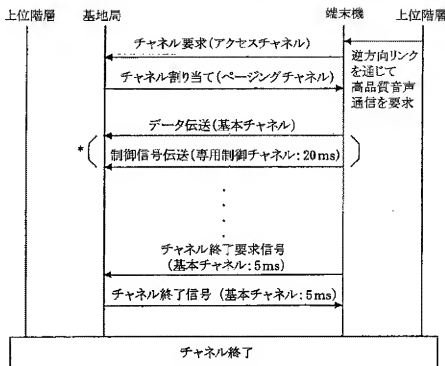 上位階層 基地局 端末機 上位階層
チャネル要求(アクセスチャネル)
逆方向リンク
を通じて
高品質音声
通信を要求
チャネル割り当て(ページングチャネル)
データ伝送(基本チャネル)
*
制御信号伝送(専用制御チャネル:20ms)
チャネル終了要求信号
(基本チャネル:5ms)
チャネル終了信号(基本チャネル:5ms)
チャネル終了